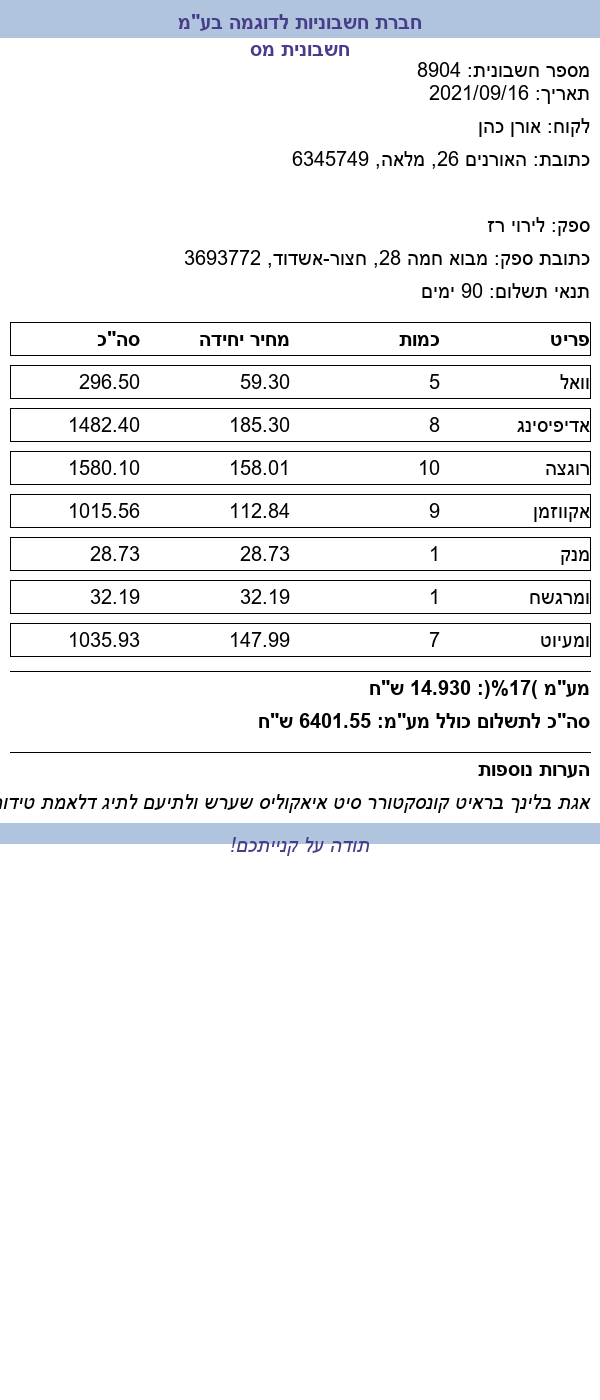 חברת חשבוניות לדוגמה בע"מ
חשבונית מס
מספר חשבונית: 8904
תאריך: 2021/09/16
לקוח: אורן כהן
כתובת: האורנים 26, מלאה, 6345749
ספק: לירוי רז
כתובת ספק: מבוא חמה 28, חצור-אשדוד, 3693772
תנאי תשלום: 90 ימים
פריט כמות מחיר יחידה סה"כ
וואל 5 59.30 296.50
אדיפיסינג 8 185.30 1482.40
רוגצה 10 158.01 1580.10
אקווזמן 9 112.84 1015.56
מנק 1 28.73 28.73
ומרגשח 1 32.19 32.19
ומעיוט 7 147.99 1035.93
מע"מ )17%(: 14.930 ש"ח
סה"כ לתשלום כולל מע"מ: 6401.55 ש"ח
הערות נוספות
אגת בלינך בראיט קונסקטורר סיט איאקוליס שערש ולתיעם לתיג דלאמת
תודה על קנייתכם!